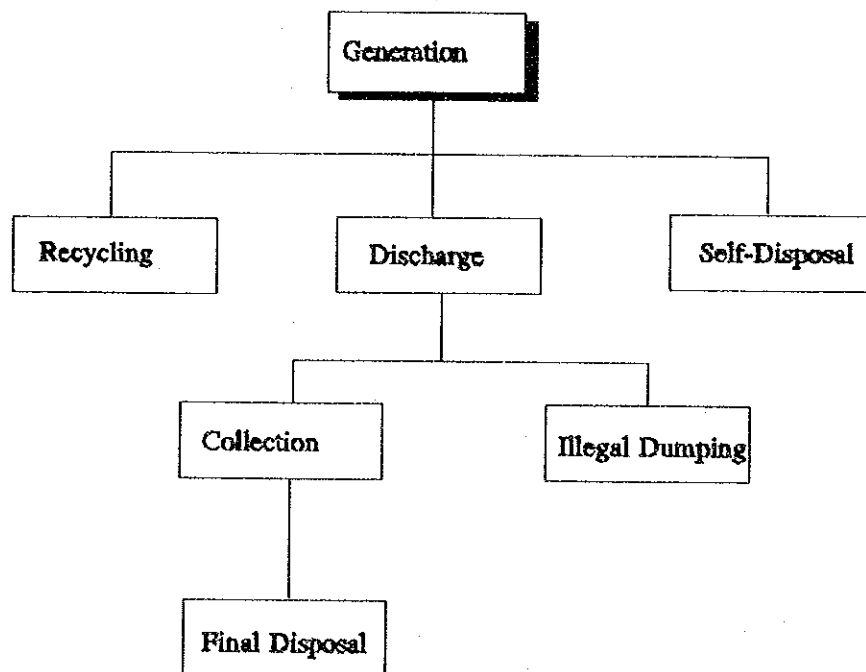 Generation
Recycling
Discharge
Self-Disposal
Collection
Illegal Dumping
Final Disposal